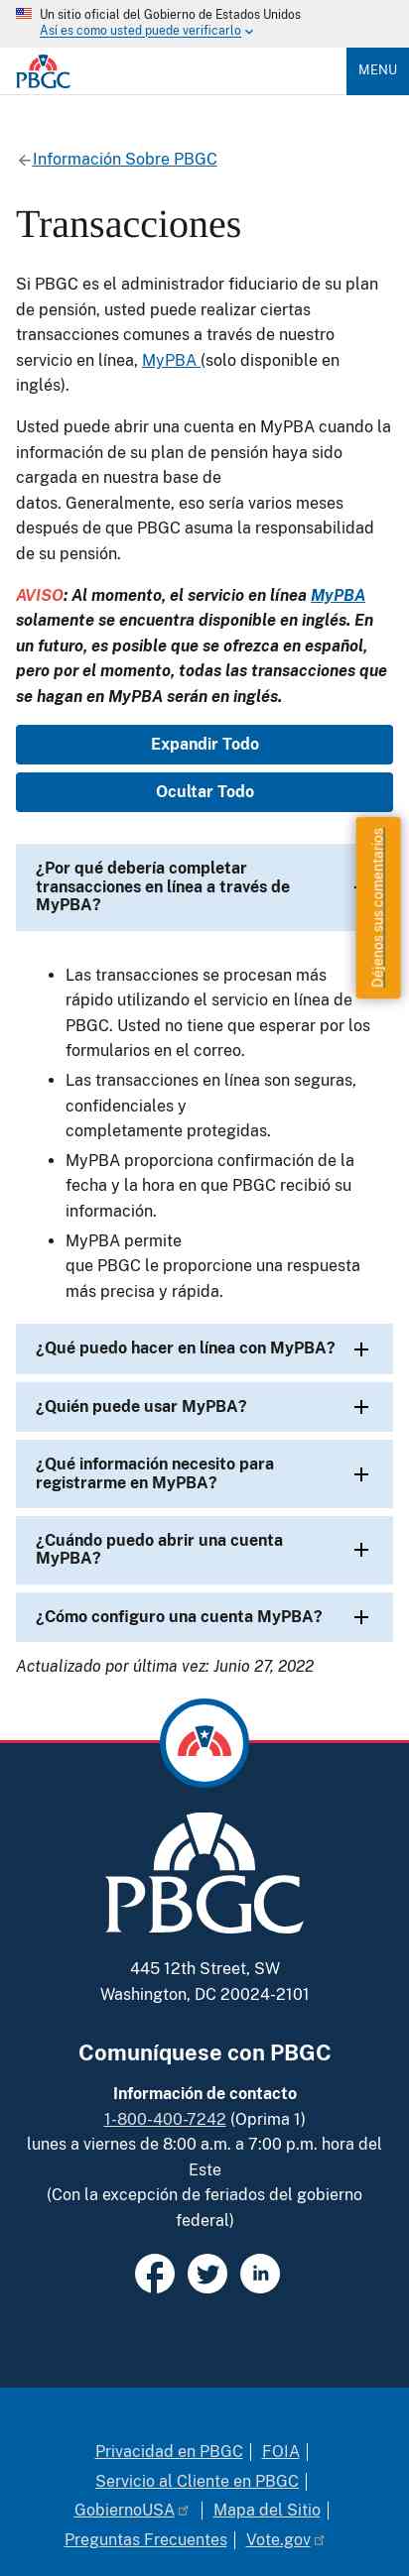 Un sitio oficial del Gobierno de Estados Unidos
Así es como usted puede verificarlo
PBGC
MENU
Información Sobre PBGC
Transacciones
Si PBGC es el administrador fiduciario de su plan
de pensión, usted puede realizar ciertas
transacciones comunes a través de nuestro
servicio en línea, MyPBA (solo disponible en
inglés).
Usted puede abrir una cuenta en MyPBA cuando la
información de su plan de pensión haya sido
cargada en nuestra base de
datos. Generalmente, eso sería varios meses
después de que PBGC asuma la responsabilidad
de su pensión.
AVISO: Al momento, el servicio en línea MyPBA
solamente se encuentra disponible en inglés. En
un futuro, es posible que se ofrezca en español,
pero por el momento, todas las transacciones que
se hagan en MyPBA serán en inglés.
Expandir Todo
Ocultar Todo
¿Por qué debería completar
transacciones en línea a través de
MyPBA?
Déjenos sus comentarios
• Las transacciones se procesan más
rápido utilizando el servicio en línea de
PBGC. Usted no tiene que esperar por los
formularios en el correo.
• Las transacciones en línea son seguras,
confidenciales y
completamente protegidas.
• MyPBA proporciona confirmación de la
fecha y la hora en que PBGC recibió su
información.
• MyPBA permite
que PBGC le proporcione una respuesta
más precisa y rápida.
¿Qué puedo hacer en línea con MyPBA?
¿Quién puede usar MyPBA?
¿Qué información necesito para
registrarme en MyPBA?
¿Cuándo puedo abrir una cuenta
MyPBA?
¿Cómo configuro una cuenta MyPBA?
Actualizado por última vez: Junio 27, 2022
PBGC
445 12th Street, SW
Washington, DC 20024-2101
Comuníquese con PBGC
Información de contacto
1-800-400-7242 (Oprima 1)
lunes a viernes de 8:00 a.m. a 7:00 p.m. hora del
Este
(Con la excepción de feriados del gobierno
federal)
Privacidad en PBGC | FOIA |
Servicio al Cliente en PBGC |
GobiernoUSA | Mapa del Sitio |
Preguntas Frecuentes | Vote.gov